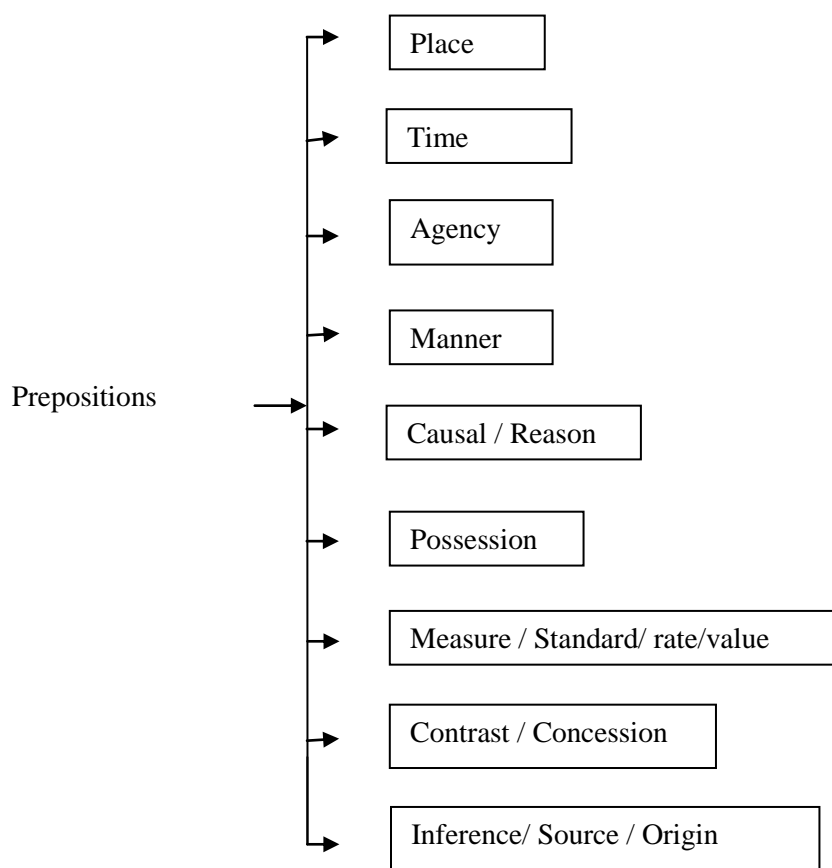 Place
Time
Agency
Manner
Prepositions
Causal / Reason
Possession
Measure / Standard/ rate/value
Contrast / Concession
Inference/ Source / Origin